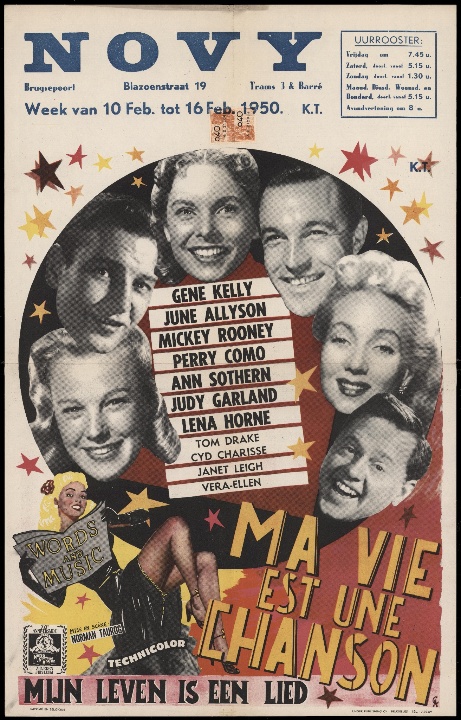 NOVY
Brugsepoort Blazoenstraat 19 Trams 3 & Barré
Week van 10 Feb. tot 16 Feb. 1950. K.T.
UURROOSTER:
Vrijdag om 7.45 u.
Zaterd. doorl. vanaf 5.15 u.
Zondag doorl. vanaf 1.30 u.
Maand. Dinsd. Woensd. en
Donderd. doorl. vanaf 5.15 u.
Avondvertoning om 8 u.
K.T.
GENE KELLY
JUNE ALLYSON
MICKEY ROONEY
PERRY COMO
ANN SOTHERN
JUDY GARLAND
LENA HORNE
TOM DRAKE
CYD CHARISSE
JANET LEIGH
VERA-ELLEN
WORDS
AND
MUSIC
MA VIE
EST UNE
CHANSON
MISE EN SCÈNE:
NORMAN TAUROG
TECHNICOLOR
MIJN LEVEN IS EEN LIED